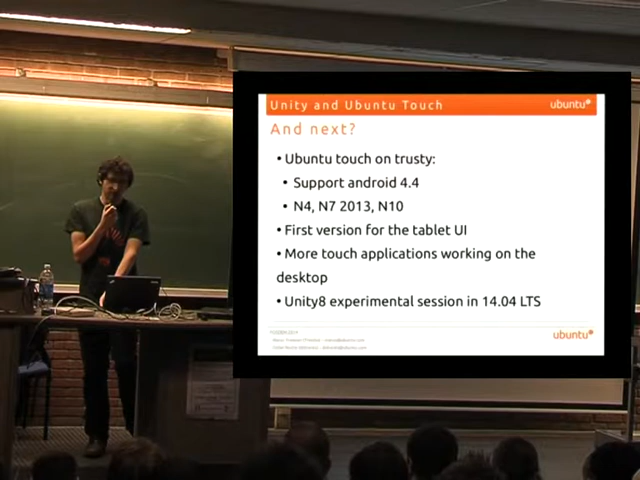 Unity and Ubuntu Touch
ubuntu
And next?
• Ubuntu touch on trusty:
• Support android 4.4
• N4, N7 2013, N10
• First version for the tablet UI
• More touch applications working on the
desktop
• Unity8 experimental session in 14.04 LTS
ubuntu